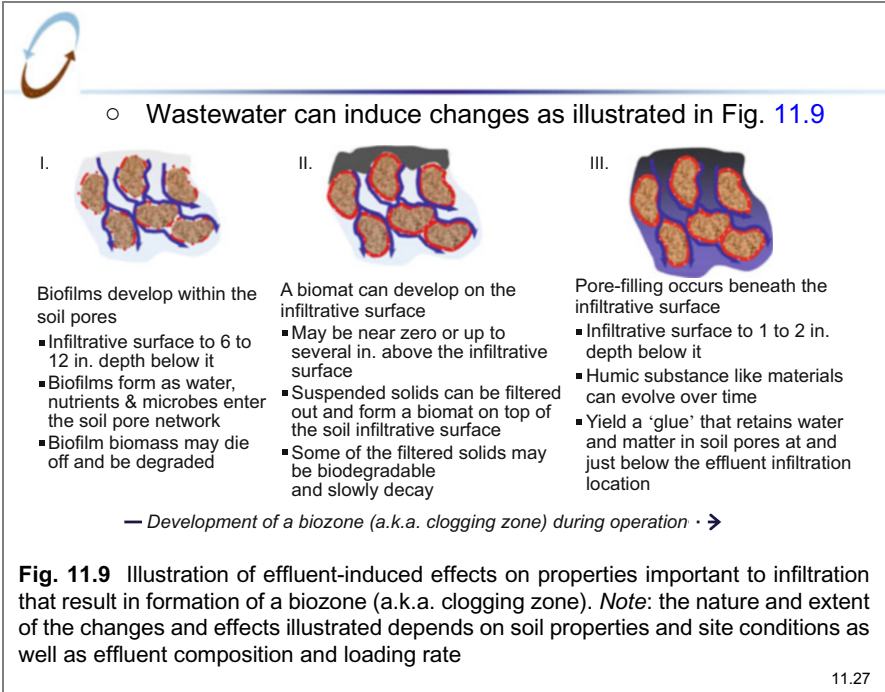 ○ Wastewater can induce changes as illustrated in Fig. 11.9
I.
Biofilms develop within the
soil pores
▪ Infiltrative surface to 6 to
12 in. depth below it
▪ Biofilms form as water,
nutrients & microbes enter
the soil pore network
▪ Biofilm biomass may die
off and be degraded
II.
A biomat can develop on the
infiltrative surface
▪ May be near zero or up to
several in. above the infiltrative
surface
▪ Suspended solids can be filtered
out and form a biomat on top of
the soil infiltrative surface
▪ Some of the filtered solids may
be biodegradable
and slowly decay
III.
Pore-filling occurs beneath the
infiltrative surface
▪ Infiltrative surface to 1 to 2 in.
depth below it
▪ Humic substance like materials
can evolve over time
▪ Yield a ‘glue’ that retains water
and matter in soil pores at and
just below the effluent infiltration
location
— Development of a biozone (a.k.a. clogging zone) during operation · →
Fig. 11.9 Illustration of effluent-induced effects on properties important to infiltration
that result in formation of a biozone (a.k.a. clogging zone). Note: the nature and extent
of the changes and effects illustrated depends on soil properties and site conditions as
well as effluent composition and loading rate
11.27